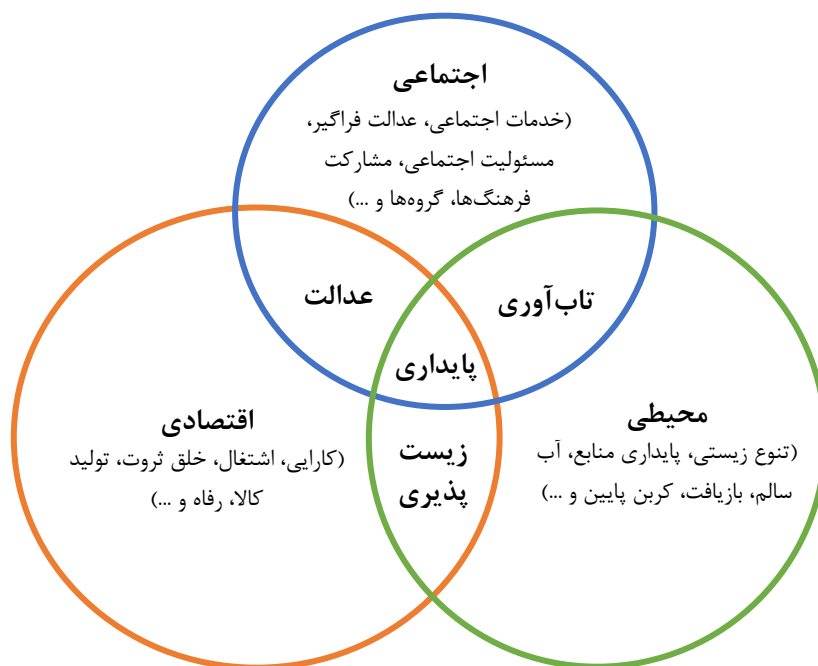 اجتماعی
(خدمات اجتماعی، عدالت فراگیر،
مسئولیت اجتماعی، مشارکت
فرهنگ‌ها، گروه‌ها و ...)
تاب‌آوری
عدالت
پایداری
محیطی
(تنوع زیستی، پایداری منابع، آب
سالم، بازیافت، کربن پایین و ...)
زیست
پذیری
اقتصادی
(کارایی، اشتغال، خلق ثروت، تولید
کالا، رفاه و ...)